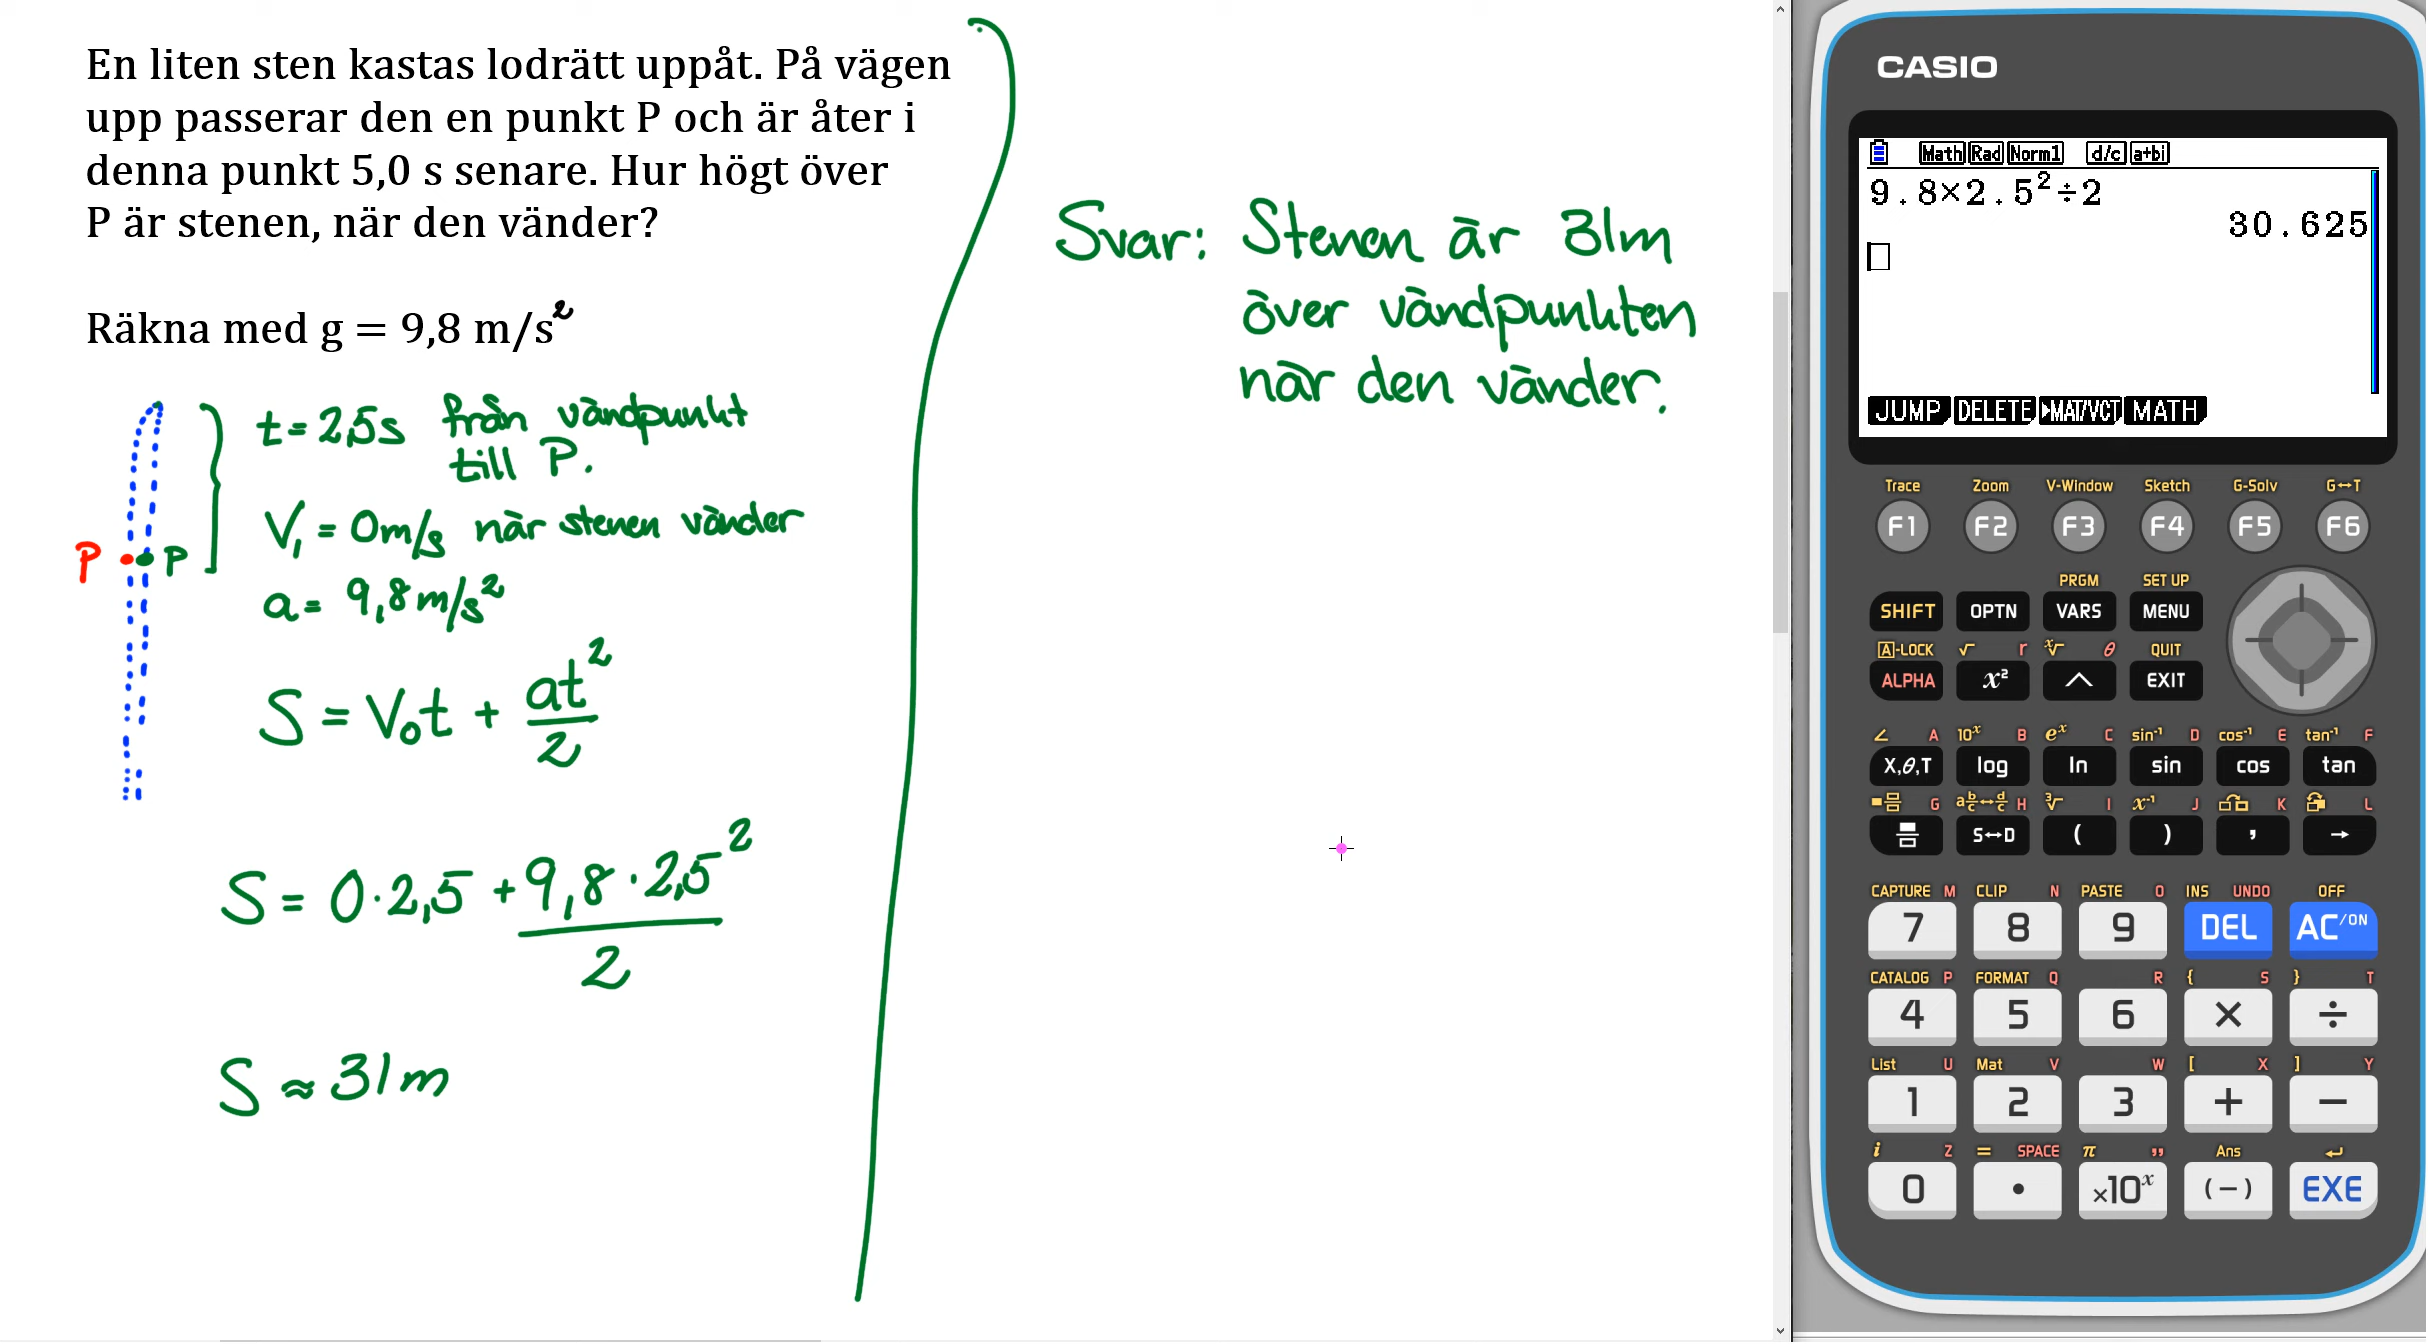 En liten sten kastas lodrätt uppåt. På vägen
upp passerar den en punkt P och är åter i
denna punkt 5,0 s senare. Hur högt över
P är stenen, när den vänder?
Räkna med g = 9,8 m/s²
t = 2,5s från vändpunkt
till P.
V₁ = 0m/s när stenen vänder
P P
a = 9,8 m/s²
S = V₀t + at²/2
S = 0·2,5 + 9,8·2,5²/2
S ≈ 31m
Svar: Stenen är 31m
över vändpunkten
när den vänder.
CASIO
Math Rad Norm1 d/c a+bi
9.8×2.5²÷2
30.625
JUMP DELETE ▶MAT/VCT MATH
Trace Zoom V-Window Sketch G-Solv G↔T
F1 F2 F3 F4 F5 F6
PRGM SET UP
SHIFT OPTN VARS MENU
A-LOCK √ r ˣ√ θ QUIT
ALPHA x² ^ EXIT
∠ A 10ˣ B eˣ C sin⁻¹ D cos⁻¹ E tan⁻¹ F
X,θ,T log ln sin cos tan
G a b/c↔d/c H ³√ I x⁻¹ J K L
S↔D ( ) , →
CAPTURE M CLIP N PASTE O INS UNDO OFF
7 8 9 DEL AC/ON
CATALOG P FORMAT Q R { S } T
4 5 6 × ÷
List U Mat V W [ X ] Y
1 2 3 + −
i Z = SPACE π " Ans ↵
0 • ×10ˣ (−) EXE